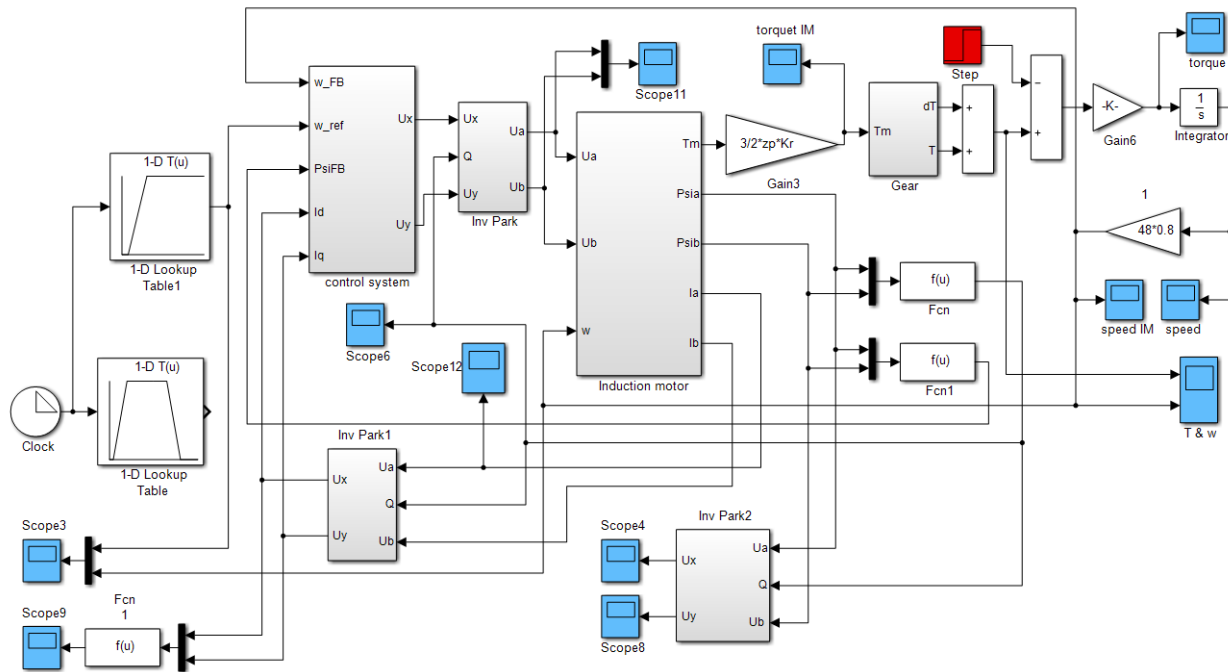 torquet IM
torque
Step
Scope11
w_FB
w_ref
PsiFB
Id
Iq
Ux
Uy
control system
Ux
Q
Uy
Ua
Ub
Inv Park
Ua
Ub
w
Tm
Psia
Psib
Ia
Ib
Induction motor
3/2*zp*Kr
Gain3
Tm
dT
T
Gear
+
+
−
+
-K-
Gain6
1
s
Integrator
1-D T(u)
1-D Lookup
Table1
1
48*0.8
f(u)
Fcn
speed IM
speed
Scope6
Scope12
f(u)
Fcn1
1-D T(u)
1-D Lookup
Table
Clock
T & w
Inv Park1
Ux
Uy
Ua
Q
Ub
Scope3
Scope4
Scope8
Inv Park2
Ux
Uy
Ua
Q
Ub
Scope9
Fcn
1
f(u)